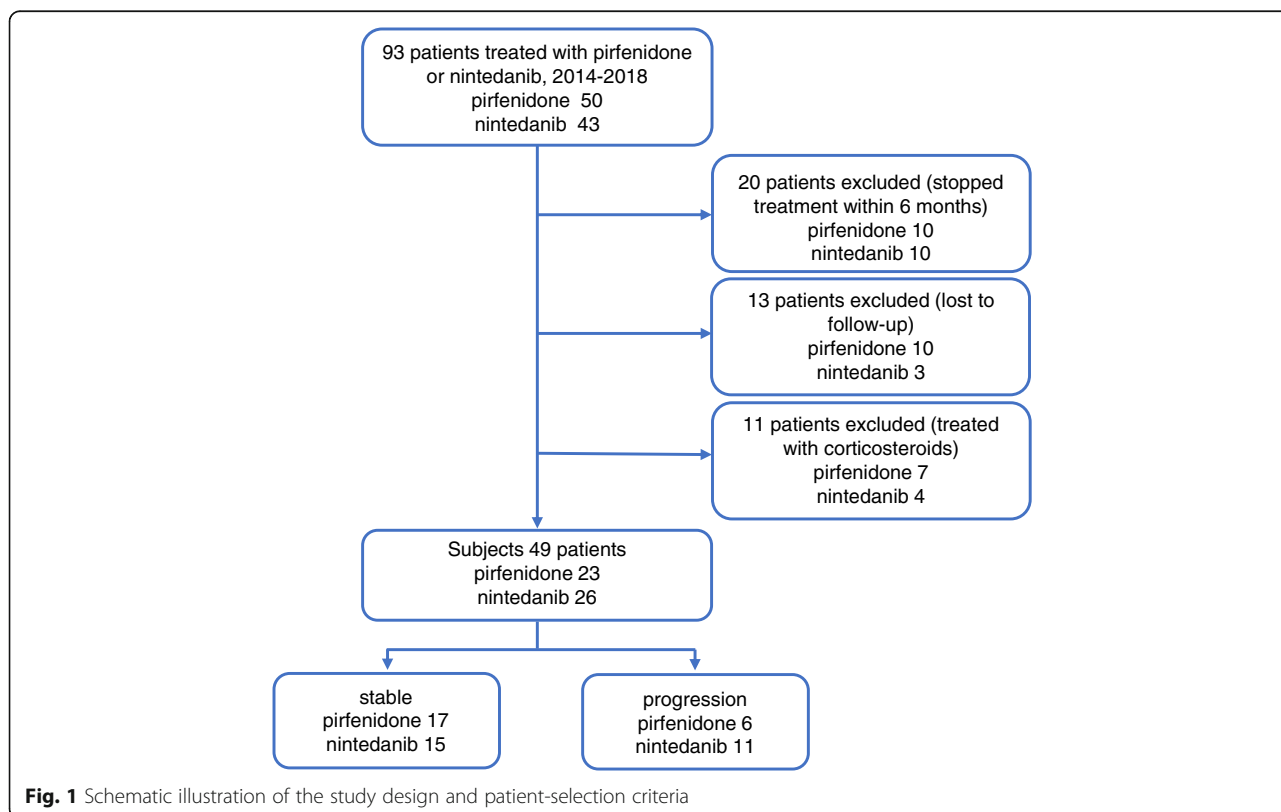 93 patients treated with pirfenidone
or nintedanib, 2014-2018
pirfenidone 50
nintedanib 43
20 patients excluded (stopped
treatment within 6 months)
pirfenidone 10
nintedanib 10
13 patients excluded (lost to
follow-up)
pirfenidone 10
nintedanib 3
11 patients excluded (treated
with corticosteroids)
pirfenidone 7
nintedanib 4
Subjects 49 patients
pirfenidone 23
nintedanib 26
stable
pirfenidone 17
nintedanib 15
progression
pirfenidone 6
nintedanib 11
Fig. 1 Schematic illustration of the study design and patient-selection criteria